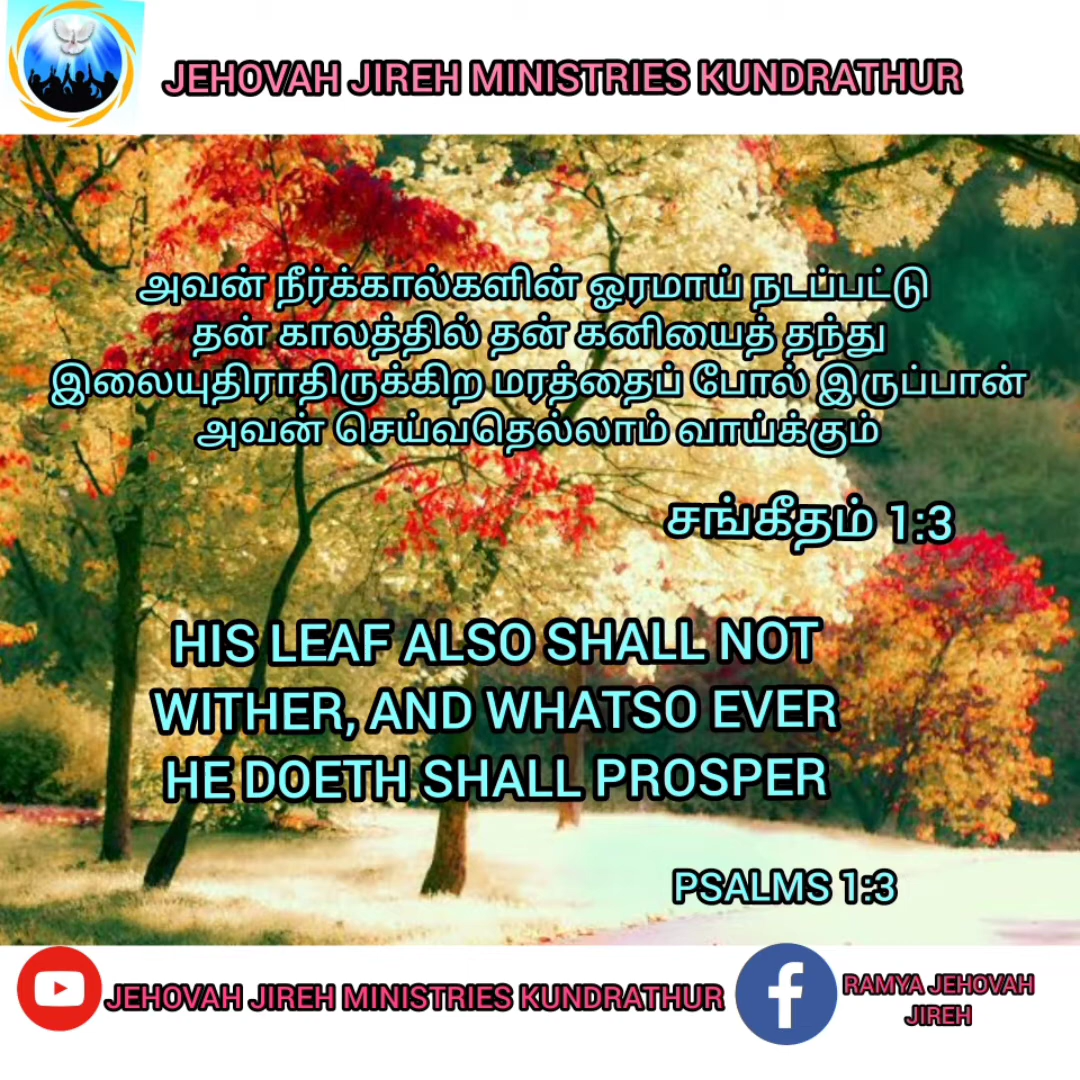 JEHOVAH JIREH MINISTRIES KUNDRATHUR
அவன் நீர்க்கால்களின் ஓரமாய் நடப்பட்டு
தன் காலத்தில் தன் கனியைத் தந்து
இலையுதிராதிருக்கிற மரத்தைப் போல் இருப்பான்
அவன் செய்வதெல்லாம் வாய்க்கும்
சங்கீதம் 1:3
HIS LEAF ALSO SHALL NOT
WITHER, AND WHATSO EVER
HE DOETH SHALL PROSPER
PSALMS 1:3
JEHOVAH JIREH MINISTRIES KUNDRATHUR
RAMYA JEHOVAH
JIREH